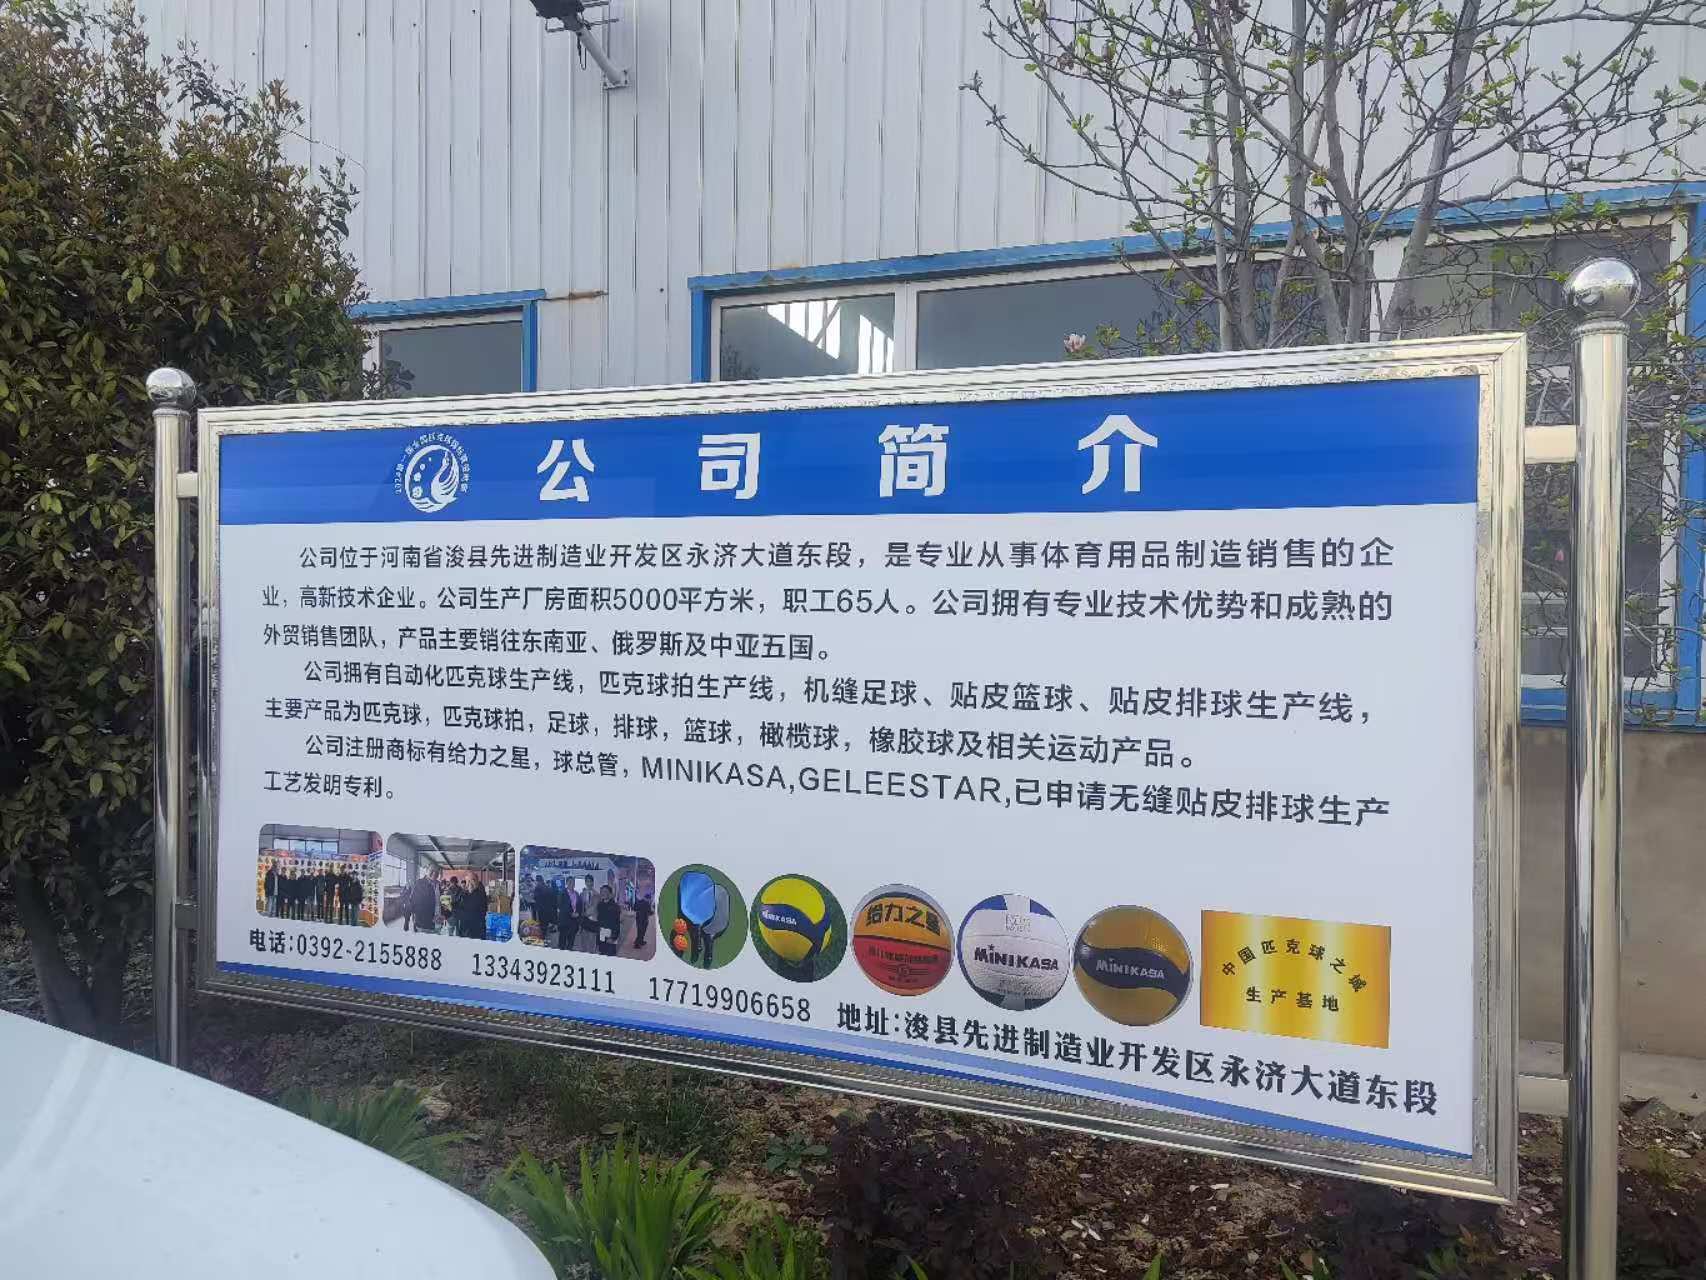 公司简介
公司位于河南省浚县先进制造业开发区永济大道东段，是专业从事体育用品制造销售的企
业，高新技术企业。公司生产厂房面积5000平方米，职工65人。公司拥有专业技术优势和成熟的
外贸销售团队，产品主要销往东南亚、俄罗斯及中亚五国。
公司拥有自动化匹克球生产线，匹克球拍生产线，机缝足球、贴皮篮球、贴皮排球生产线，
主要产品为匹克球，匹克球拍，足球，排球，篮球，橄榄球，橡胶球及相关运动产品。
公司注册商标有给力之星，球总管，MINIKASA,GELEESTAR,已申请无缝贴皮排球生产
工艺发明专利。
MINIKASA
给力之星
MINIKASA
MINIKASA
中国匹克球之城
生产基地
电话:0392-2155888 13343923111 17719906658 地址:浚县先进制造业开发区永济大道东段